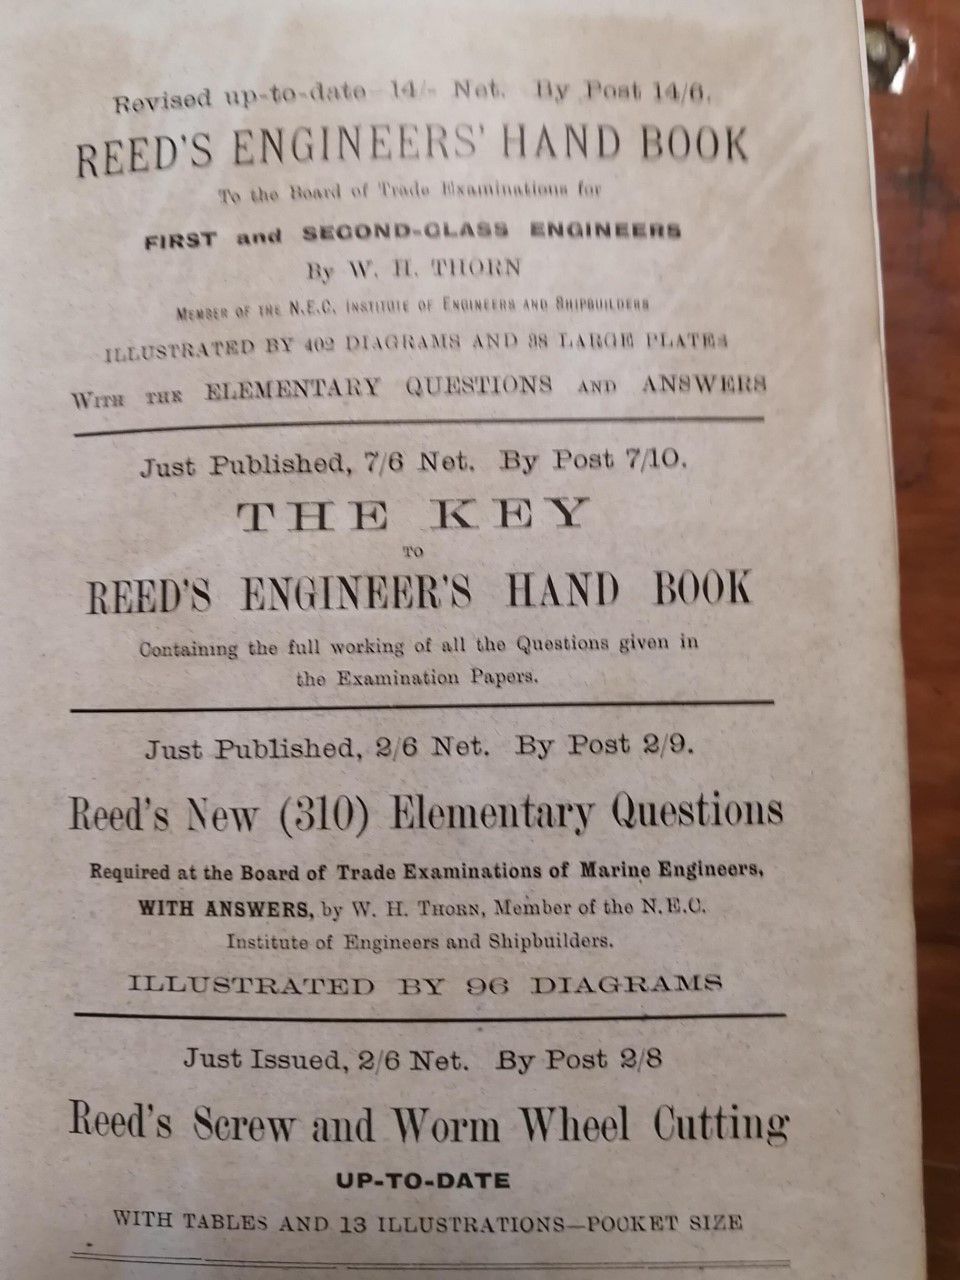 Revised up-to-date 14/- Net. By Post 14/6.
REED'S ENGINEERS' HAND BOOK
To the Board of Trade Examinations for
FIRST and SECOND-CLASS ENGINEERS
By W. H. THORN
MEMBER OF THE N.E.C. INSTITUTE OF ENGINEERS AND SHIPBUILDERS
ILLUSTRATED BY 402 DIAGRAMS AND 38 LARGE PLATES
WITH THE ELEMENTARY QUESTIONS AND ANSWERS
Just Published, 7/6 Net. By Post 7/10.
THE KEY
TO
REED'S ENGINEER'S HAND BOOK
Containing the full working of all the Questions given in
the Examination Papers.
Just Published, 2/6 Net. By Post 2/9.
Reed's New (310) Elementary Questions
Required at the Board of Trade Examinations of Marine Engineers,
WITH ANSWERS, by W. H. THORN, Member of the N.E.C.
Institute of Engineers and Shipbuilders.
ILLUSTRATED BY 96 DIAGRAMS
Just Issued, 2/6 Net. By Post 2/8
Reed's Screw and Worm Wheel Cutting
UP-TO-DATE
WITH TABLES AND 13 ILLUSTRATIONS—POCKET SIZE